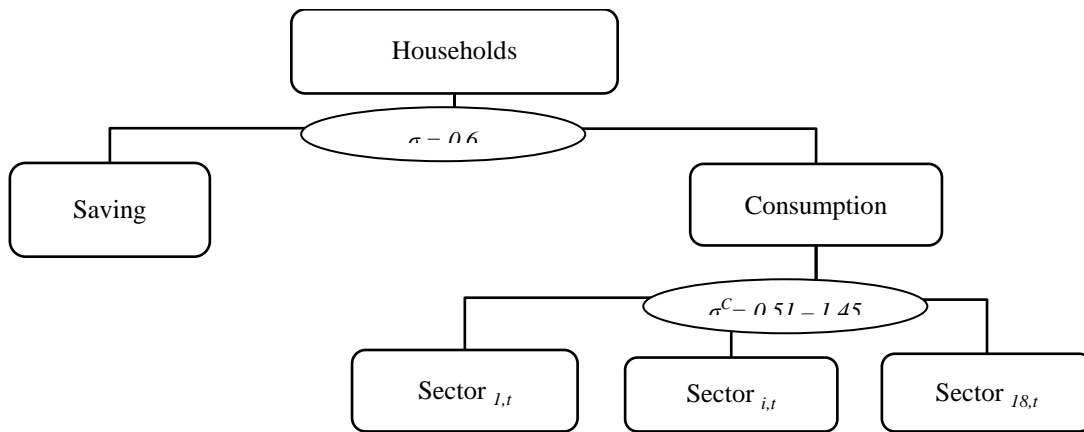 Households
σ = 0.6
Saving
Consumption
σC= 0.51 – 1.45
Sector 1,t
Sector i,t
Sector 18,t